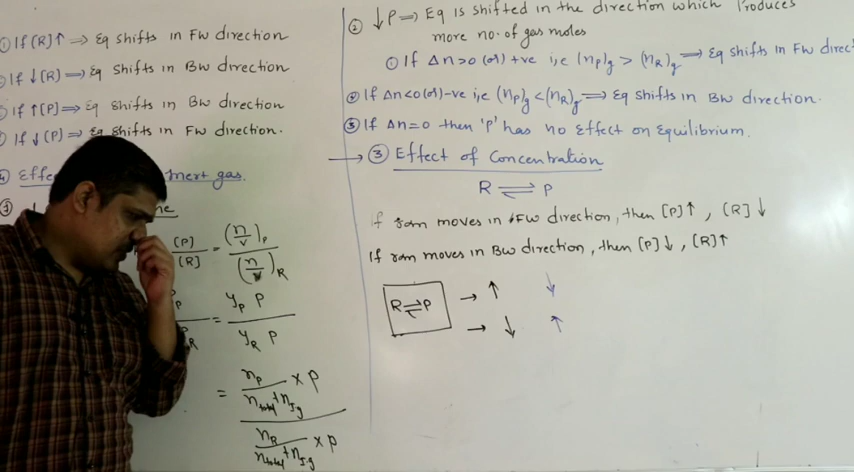 ① If (R)↑ ⇒ Eq shifts in FW direction
If ↓(R) ⇒ Eq shifts in BW direction
If ↑(P) ⇒ Eq shifts in BW direction
If ↓(P) ⇒ Eq shifts in FW direction.
④ Effe inert gas.
[P] / [R] = (n/v)P / (n/v)R
= yP P / yR P
= nP / ntotal + nIg × P
nR / ntotal + nIg × P
② ↓P ⇒ Eq is shifted in the direction which produces
more no. of gas moles
① If Δn>0 (or) +ve i,e (nP)g > (nR)g ⇒ Eq shifts in FW direc
② If Δn<0 (or) -ve i,e (nP)g < (nR)g ⇒ Eq shifts in BW direction.
③ If Δn=0 then 'P' has no Effect on Equilibrium.
→ ③ Effect of Concentration
R ⇌ P
If rxn moves in FW direction, then [P]↑ , [R]↓
If rxn moves in BW direction, then [P]↓ , [R]↑
R⇌P → ↑ ↓
→ ↓ ↑